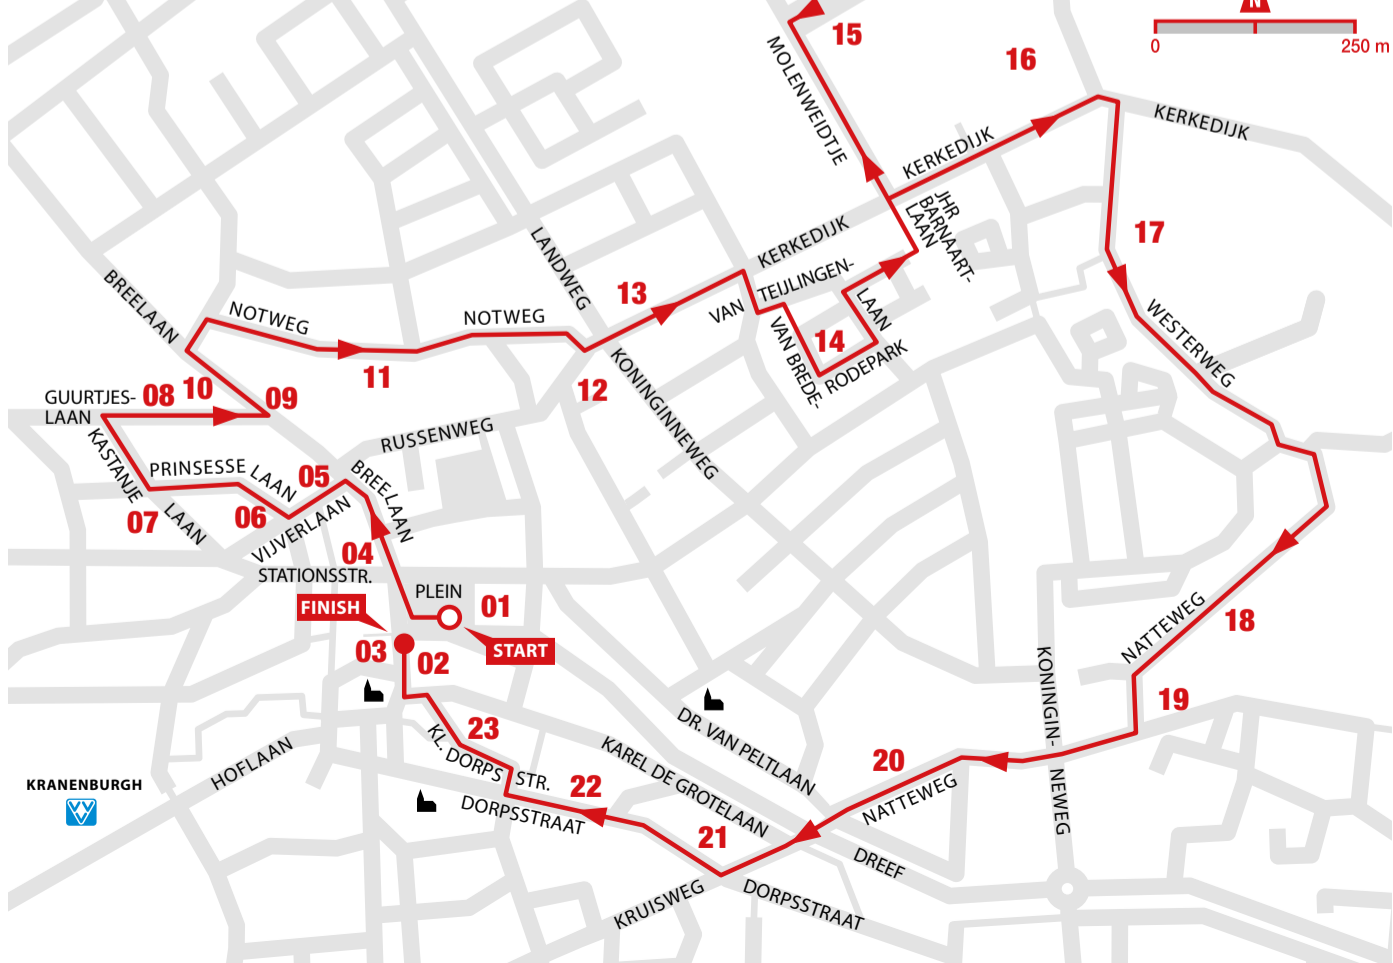 N
0
250 m
15
16
MOLENWEIDTJE
KERKEDIJK
KERKEDIJK
JHR
BARNAART-
LAAN
17
LANDWEG
KERKEDIJK
BREELAAN
NOTWEG
NOTWEG
13
VAN TEIJLINGEN-
LAAN
WESTERWEG
14
VAN BREDE-
RODEPARK
11
12
KONINGINNEWEG
GUURTJES-
LAAN
08
10
09
RUSSENWEG
KASTANJE
LAAN
PRINSESSE LAAN
05
BREELAAN
07
06
VIJVERLAAN
04
STATIONSSTR.
PLEIN
01
FINISH
START
03
02
NATTEWEG
18
KONINGIN-
NEWEG
19
23
KL. DORPS STR.
KAREL DE GROTELAAN
DR. VAN PELTLAAN
20
NATTEWEG
HOFLAAN
KRANENBURGH
VVV
22
DORPSSTRAAT
21
DREEF
KRUISWEG
DORPSSTRAAT